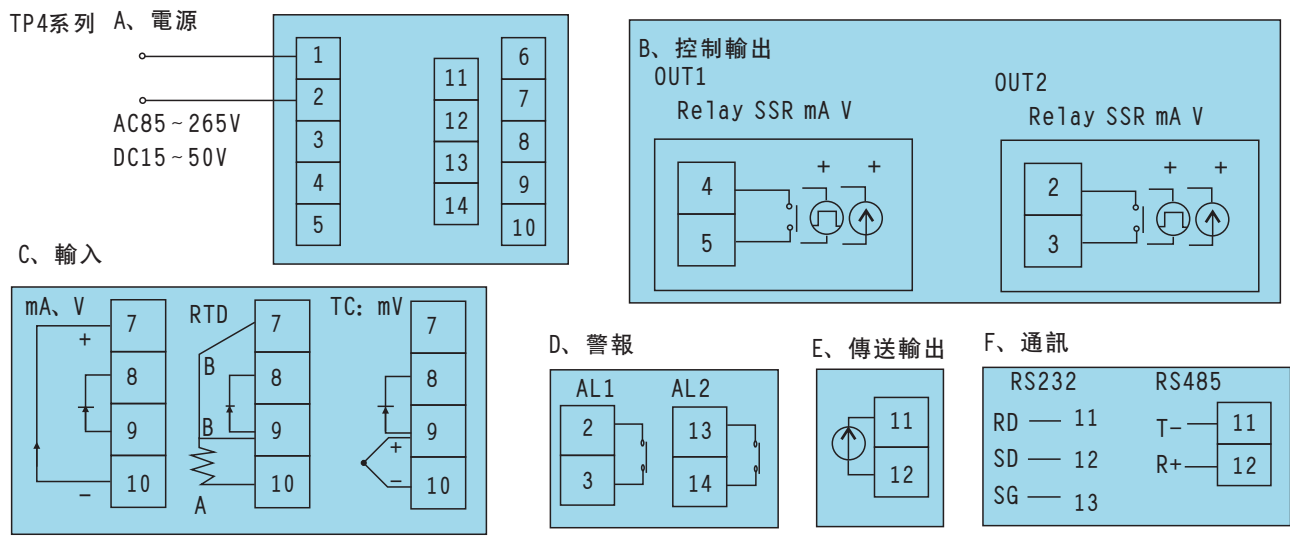 TP4系列
A、電源
AC85~265V
DC15~50V
1
2
3
4
5
11
12
13
14
6
7
8
9
10
B、控制輸出
OUT1
Relay SSR mA V
4
5
+ +
OUT2
Relay SSR mA V
2
3
+ +
C、輸入
mA、V
+
−
7
8
9
10
RTD
B
B
A
7
8
9
10
TC: mV
+
−
7
8
9
10
D、警報
AL1
2
3
AL2
13
14
E、傳送輸出
11
12
F、通訊
RS232
RD — 11
SD — 12
SG — 13
RS485
T− 11
R+ 12